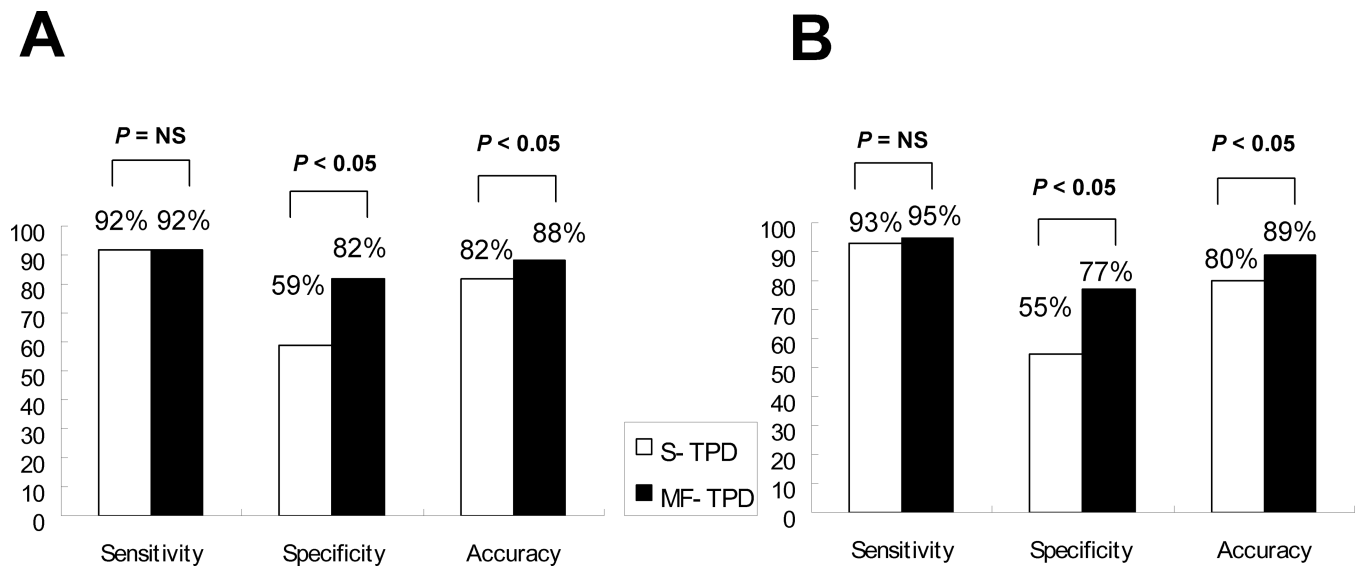 A
P = NS
P < 0.05
P < 0.05
92% 92%
59%
82%
82%
88%
100
90
80
70
60
50
40
30
20
10
0
Sensitivity Specificity Accuracy
S- TPD
MF- TPD
B
P = NS
P < 0.05
P < 0.05
93% 95%
55%
77%
80%
89%
100
90
80
70
60
50
40
30
20
10
0
Sensitivity Specificity Accuracy